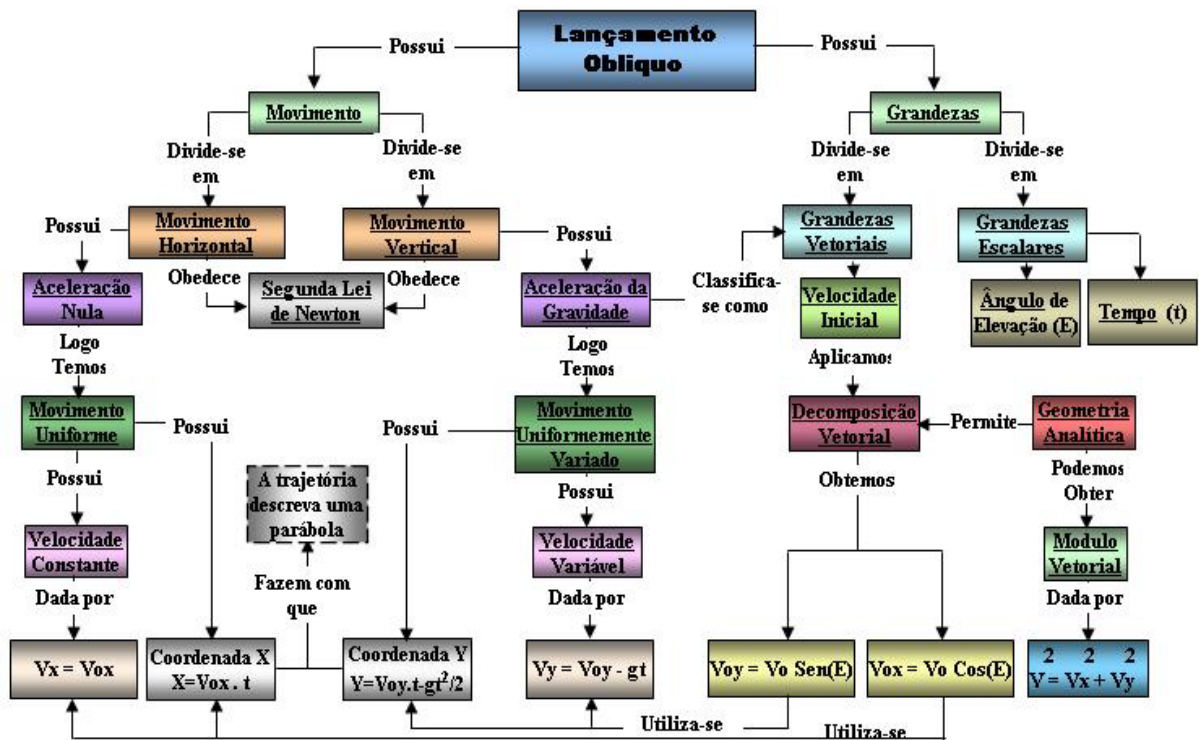 Lançamento
Obliquo
Possui
Possui
Movimento
Grandezas
Divide-se
em
Divide-se
em
Divide-se
em
Divide-se
em
Possui
Movimento
Horizontal
Movimento
Vertical
Possui
Grandezas
Vetoriais
Grandezas
Escalares
Obedece
Obedece
Classifica-
se como
Aceleração
Nula
Segunda Lei
de Newton
Aceleração da
Gravidade
Velocidade
Inicial
Ângulo de
Elevação (E)
Tempo (t)
Logo
Temos
Logo
Temos
Aplicamos
Movimento
Uniforme
Possui
Possui
Movimento
Uniformemente
Variado
Decomposição
Vetorial
Permite
Geometria
Analítica
Possui
A trajetória
descreva uma
parábola
Possui
Obtemos
Podemos
Obter
Velocidade
Constante
Velocidade
Variável
Modulo
Vetorial
Dada por
Fazem com
que
Dada por
Dada por
Vx = Vox
Coordenada X
X=Vox . t
Coordenada Y
Y=Voy.t-gt²/2
Vy = Voy - gt
Voy = Vo Sen(E)
Vox = Vo Cos(E)
2 2 2
V = Vx + Vy
Utiliza-se
Utiliza-se